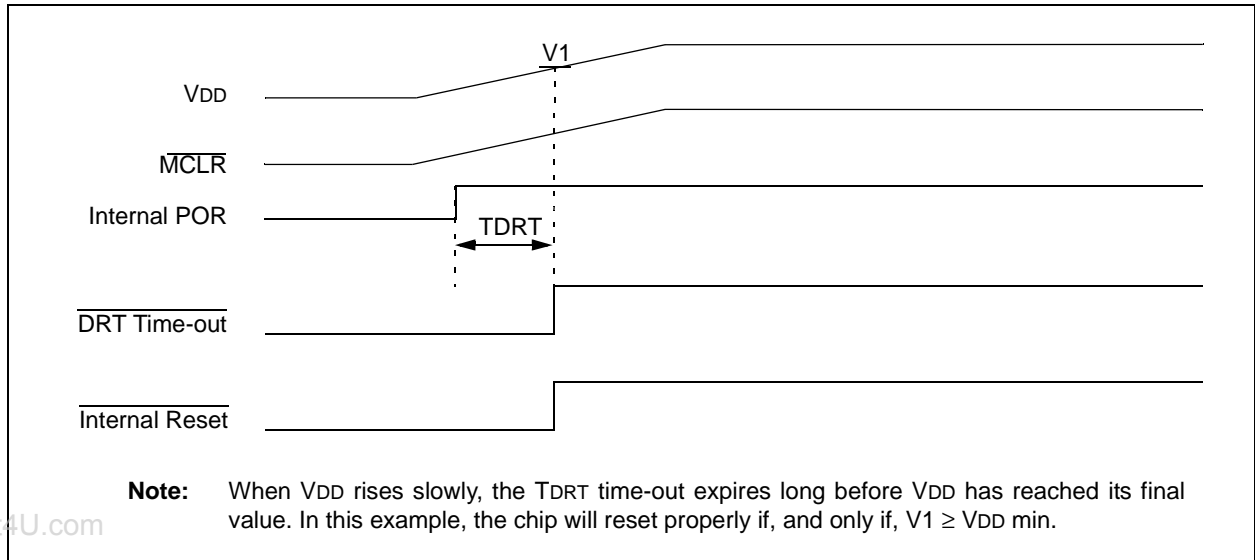 V1
VDD
MCLR
Internal POR
TDRT
DRT Time-out
Internal Reset
Note: When VDD rises slowly, the TDRT time-out expires long before VDD has reached its final
value. In this example, the chip will reset properly if, and only if, V1 ≥ VDD min.
4U.com